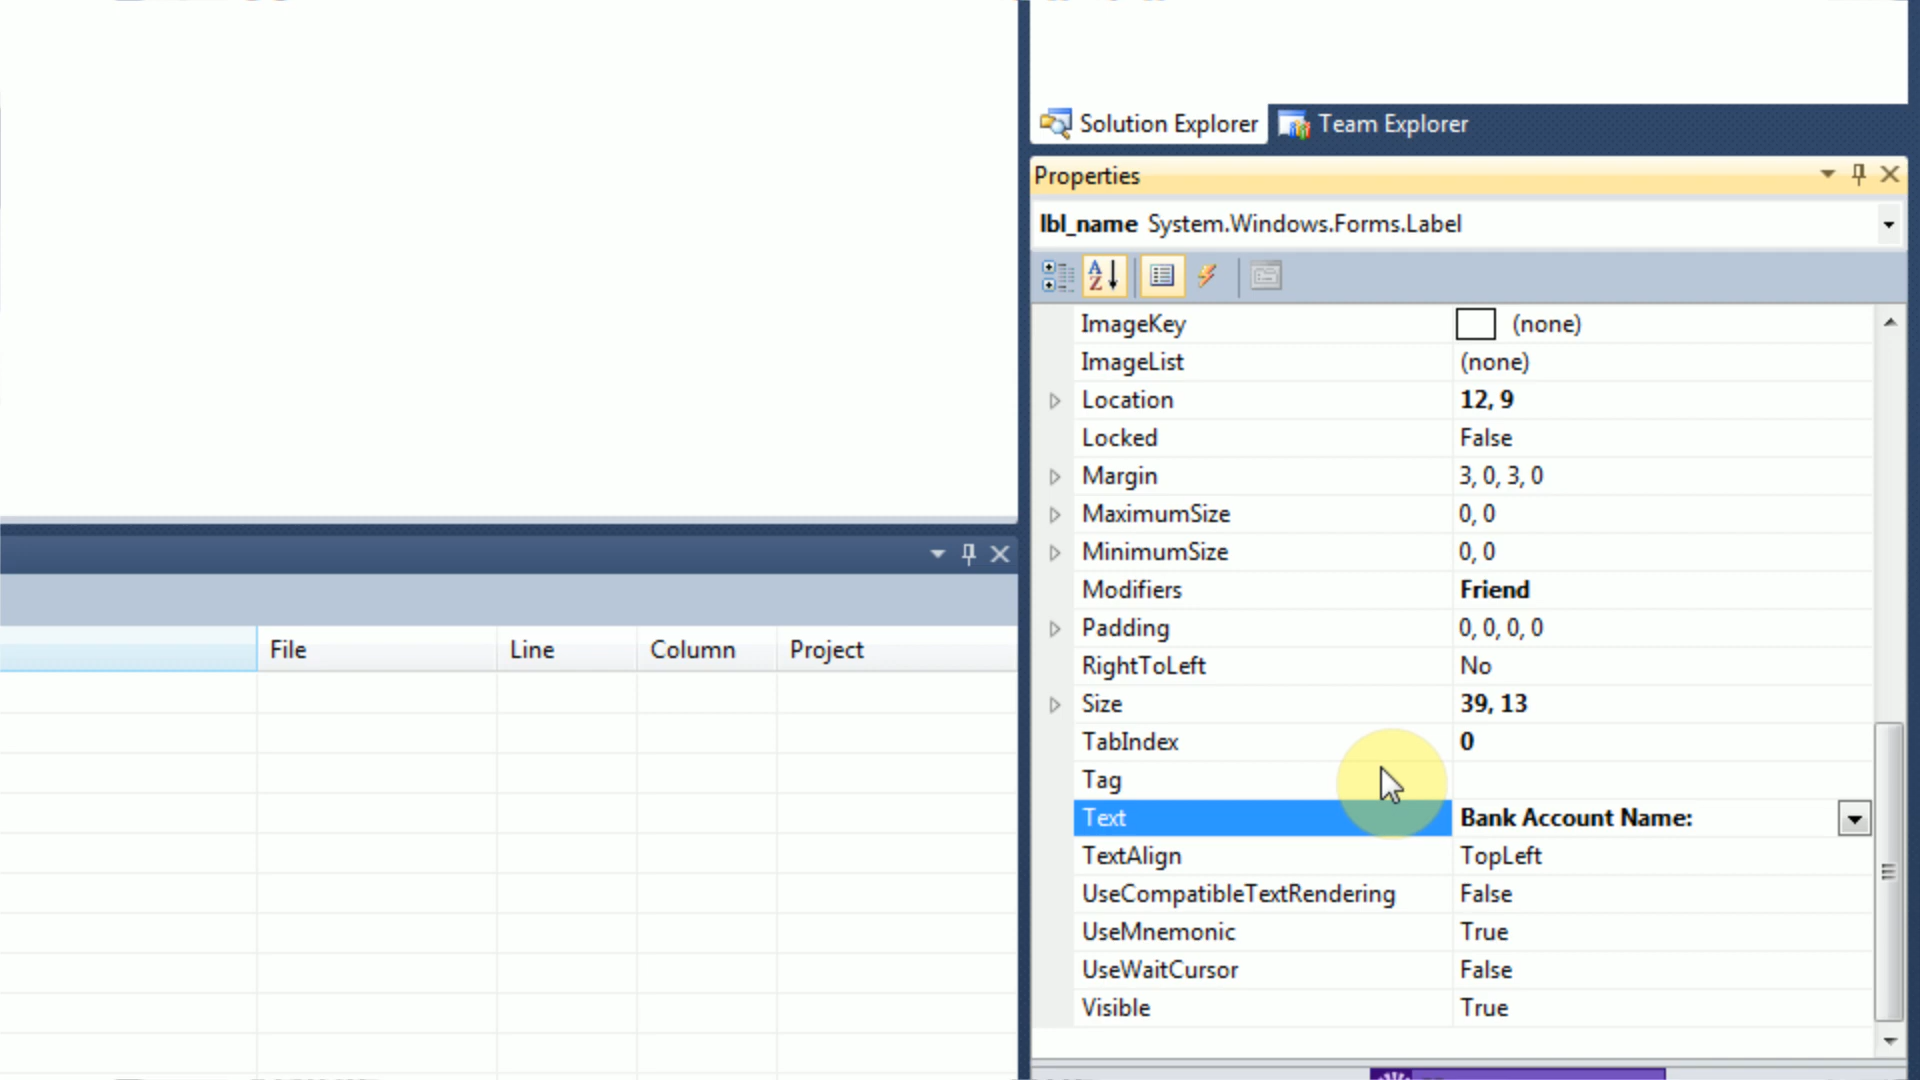 Solution Explorer Team Explorer
Properties
lbl_name System.Windows.Forms.Label
ImageKey (none)
ImageList (none)
Location 12, 9
Locked False
Margin 3, 0, 3, 0
MaximumSize 0, 0
MinimumSize 0, 0
Modifiers Friend
Padding 0, 0, 0, 0
RightToLeft No
Size 39, 13
TabIndex 0
Tag
Text Bank Account Name:
TextAlign TopLeft
UseCompatibleTextRendering False
UseMnemonic True
UseWaitCursor False
Visible True
File Line Column Project